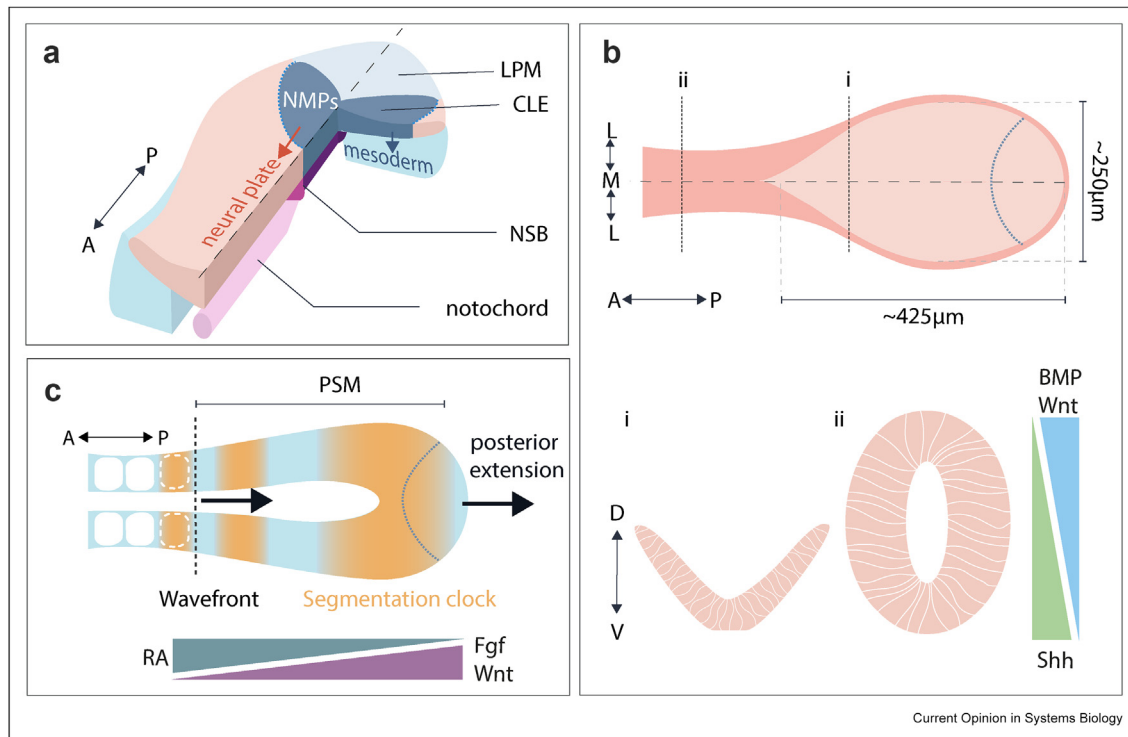 a
LPM
NMPs
CLE
mesoderm
P
neural plate
A
NSB
notochord
b
ii
i
L
M
L
~250µm
A
P
~425µm
BMP
Wnt
i
ii
D
V
Shh
c
PSM
A
P
posterior
extension
Wavefront
Segmentation clock
RA
Fgf
Wnt
Current Opinion in Systems Biology